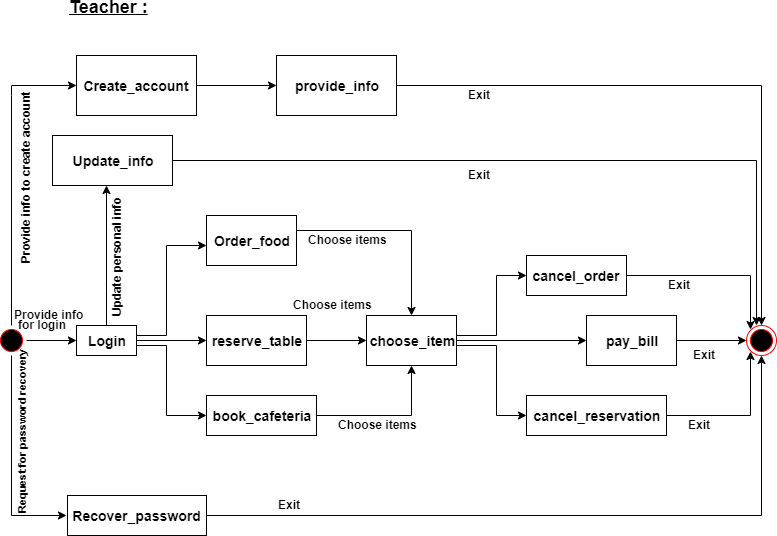 Teacher :
Create_account
provide_info
Exit
Provide info to create account
Update_info
Exit
Update personal info
Order_food
Choose items
cancel_order
Exit
Choose items
Provide info
for login
Login
reserve_table
choose_item
pay_bill
Exit
book_cafeteria
Choose items
cancel_reservation
Exit
Request for password recovery
Recover_password
Exit